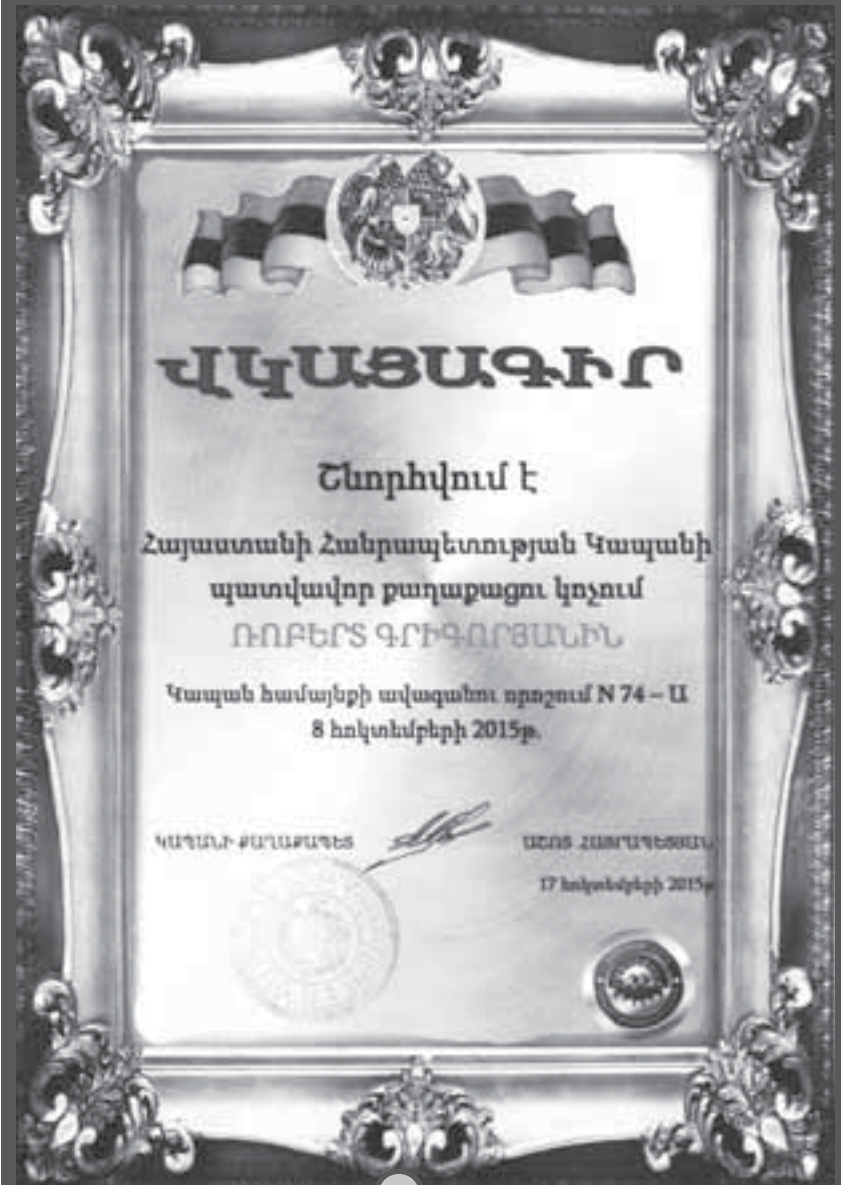 ՎԿԱՅԱԳԻՐ
Շնորհվում է
Հայաստանի Հանրապետության Կապանի
պատվավոր քաղաքացու կոչում
ՌՈԲԵՐՏ ԳՐԻԳՈՐՅԱՆԻՆ
Կապան համայնքի ավագանու որոշում N 74 – Ա
8 հոկտեմբերի 2015թ.
ԿԱՊԱՆԻ ՔԱՂԱՔԱՊԵՏ
ԱՇՈՏ ՀԱՅՐԱՊԵՏՅԱՆ
17 հոկտեմբերի 2015թ